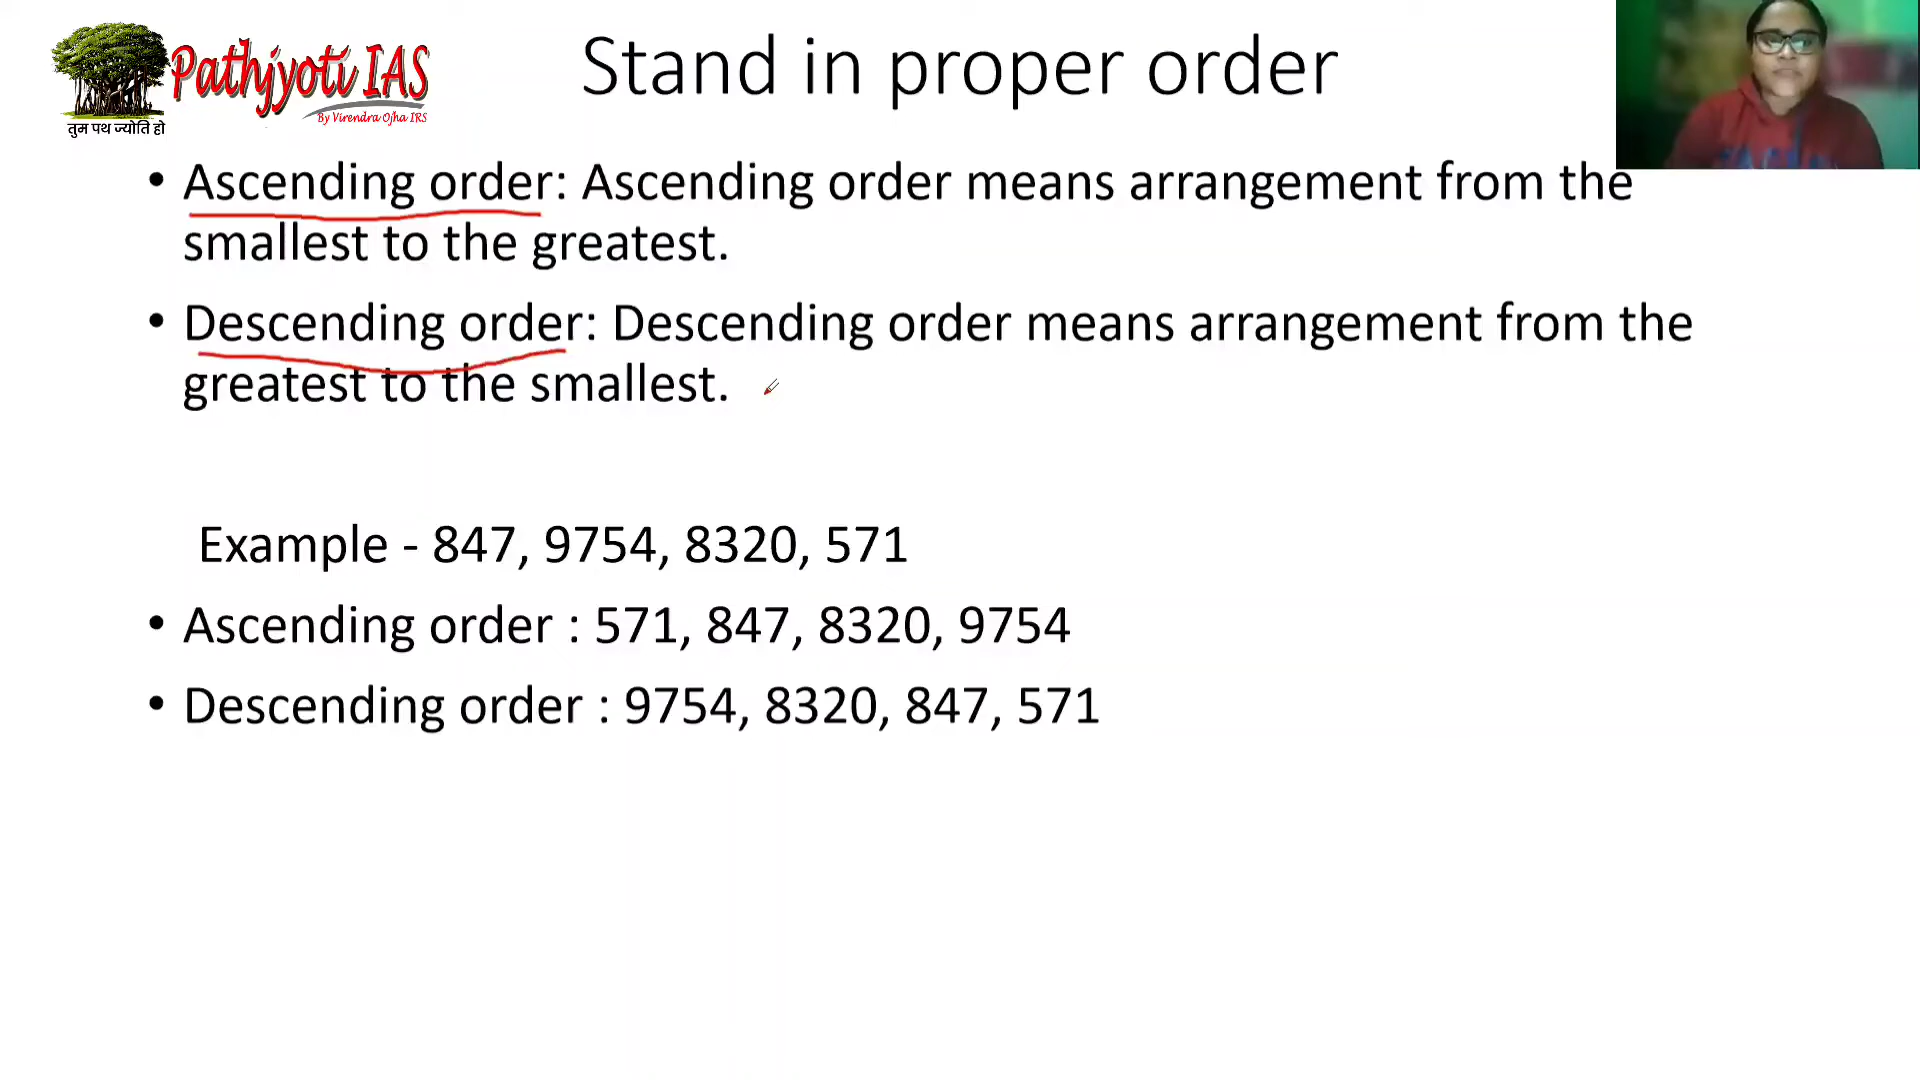 Pathjyoti IAS
By Virendra Ojha IRS
तुम पथ ज्योति हो
Stand in proper order
• Ascending order: Ascending order means arrangement from the
smallest to the greatest.
• Descending order: Descending order means arrangement from the
greatest to the smallest.
Example - 847, 9754, 8320, 571
• Ascending order : 571, 847, 8320, 9754
• Descending order : 9754, 8320, 847, 571